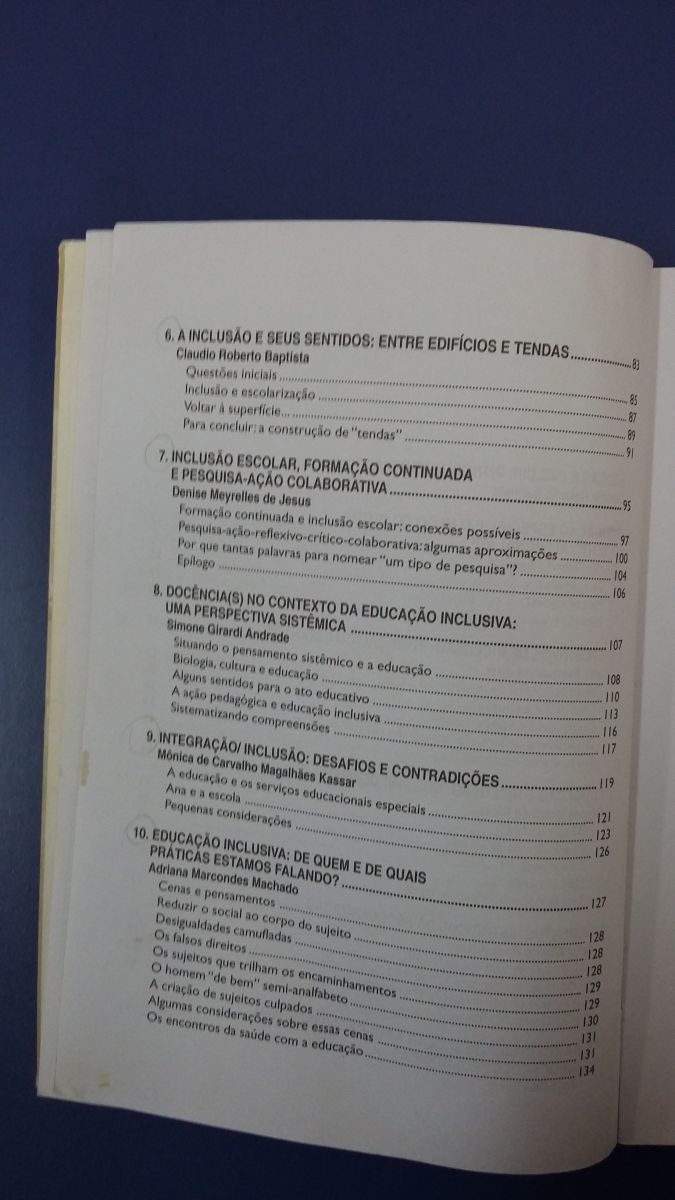 6. A INCLUSÃO E SEUS SENTIDOS: ENTRE EDIFÍCIOS E TENDAS....................83
Claudio Roberto Baptista
Questões iniciais ....................85
Inclusão e escolarização ....................87
Voltar à superfície... ....................89
Para concluir: a construção de "tendas" ....................91
7. INCLUSÃO ESCOLAR, FORMAÇÃO CONTINUADA
E PESQUISA-AÇÃO COLABORATIVA....................95
Denise Meyrelles de Jesus
Formação continuada e inclusão escolar: conexões possíveis ....................97
Pesquisa-ação-reflexivo-crítico-colaborativa: algumas aproximações .................... 100
Por que tantas palavras para nomear "um tipo de pesquisa"? .................... 104
Epílogo .................... 106
8. DOCÊNCIA(S) NO CONTEXTO DA EDUCAÇÃO INCLUSIVA:
UMA PERSPECTIVA SISTÊMICA .................... 107
Simone Girardi Andrade
Situando o pensamento sistêmico e a educação .................... 108
Biologia, cultura e educação .................... 110
Alguns sentidos para o ato educativo .................... 113
A ação pedagógica e educação inclusiva .................... 116
Sistematizando compreensões .................... 117
9. INTEGRAÇÃO/ INCLUSÃO: DESAFIOS E CONTRADIÇÕES.................... 119
Mônica de Carvalho Magalhães Kassar
A educação e os serviços educacionais especiais .................... 121
Ana e a escola .................... 123
Pequenas considerações .................... 126
10. EDUCAÇÃO INCLUSIVA: DE QUEM E DE QUAIS
PRÁTICAS ESTAMOS FALANDO? .................... 127
Adriana Marcondes Machado
Cenas e pensamentos .................... 128
Reduzir o social ao corpo do sujeito .................... 128
Desigualdades camufladas .................... 128
Os falsos direitos .................... 129
Os sujeitos que trilham os encaminhamentos .................... 129
O homem "de bem" semi-analfabeto .................... 130
A criação de sujeitos culpados .................... 131
Algumas considerações sobre essas cenas .................... 131
Os encontros da saúde com a educação.................... 134